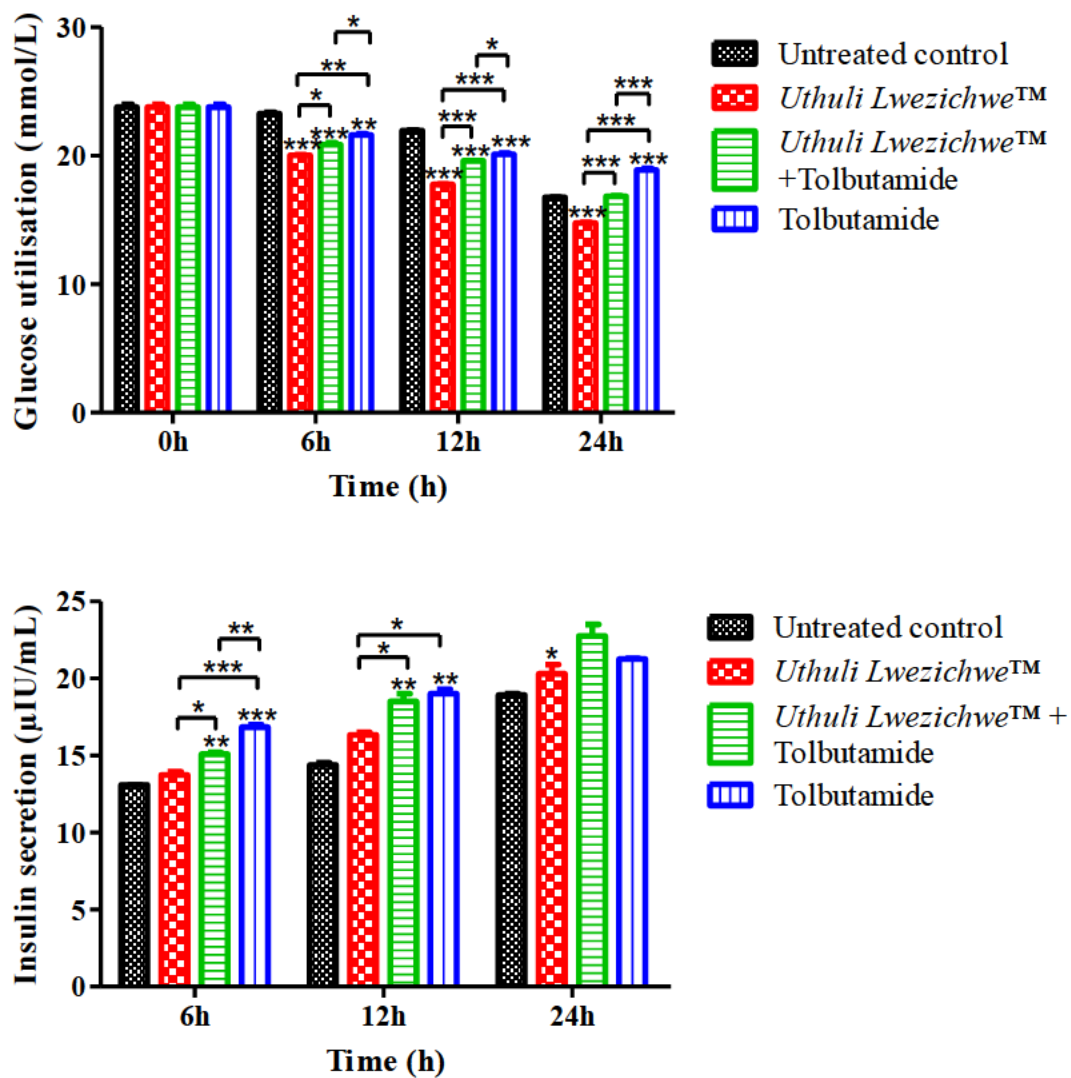 Glucose utilisation (mmol/L)
30
20
10
0
*
**
*
***
***
**
*
***
***
***
***
***
***
***
***
***
***
0h
6h
12h
24h
Time (h)
Untreated control
Uthuli Lwezichwe™
Uthuli Lwezichwe™
+Tolbutamide
Tolbutamide
Insulin secretion (µIU/mL)
25
20
15
10
5
0
**
***
*
**
***
*
*
**
**
*
6h
12h
24h
Time (h)
Untreated control
Uthuli Lwezichwe™
Uthuli Lwezichwe™ +
Tolbutamide
Tolbutamide